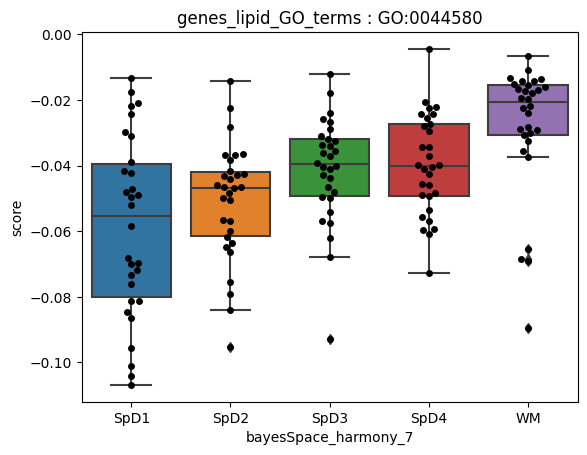 genes_lipid_GO_terms : GO:0044580
0.00
−0.02
−0.04
−0.06
−0.08
−0.10
score
SpD1 SpD2 SpD3 SpD4 WM
bayesSpace_harmony_7